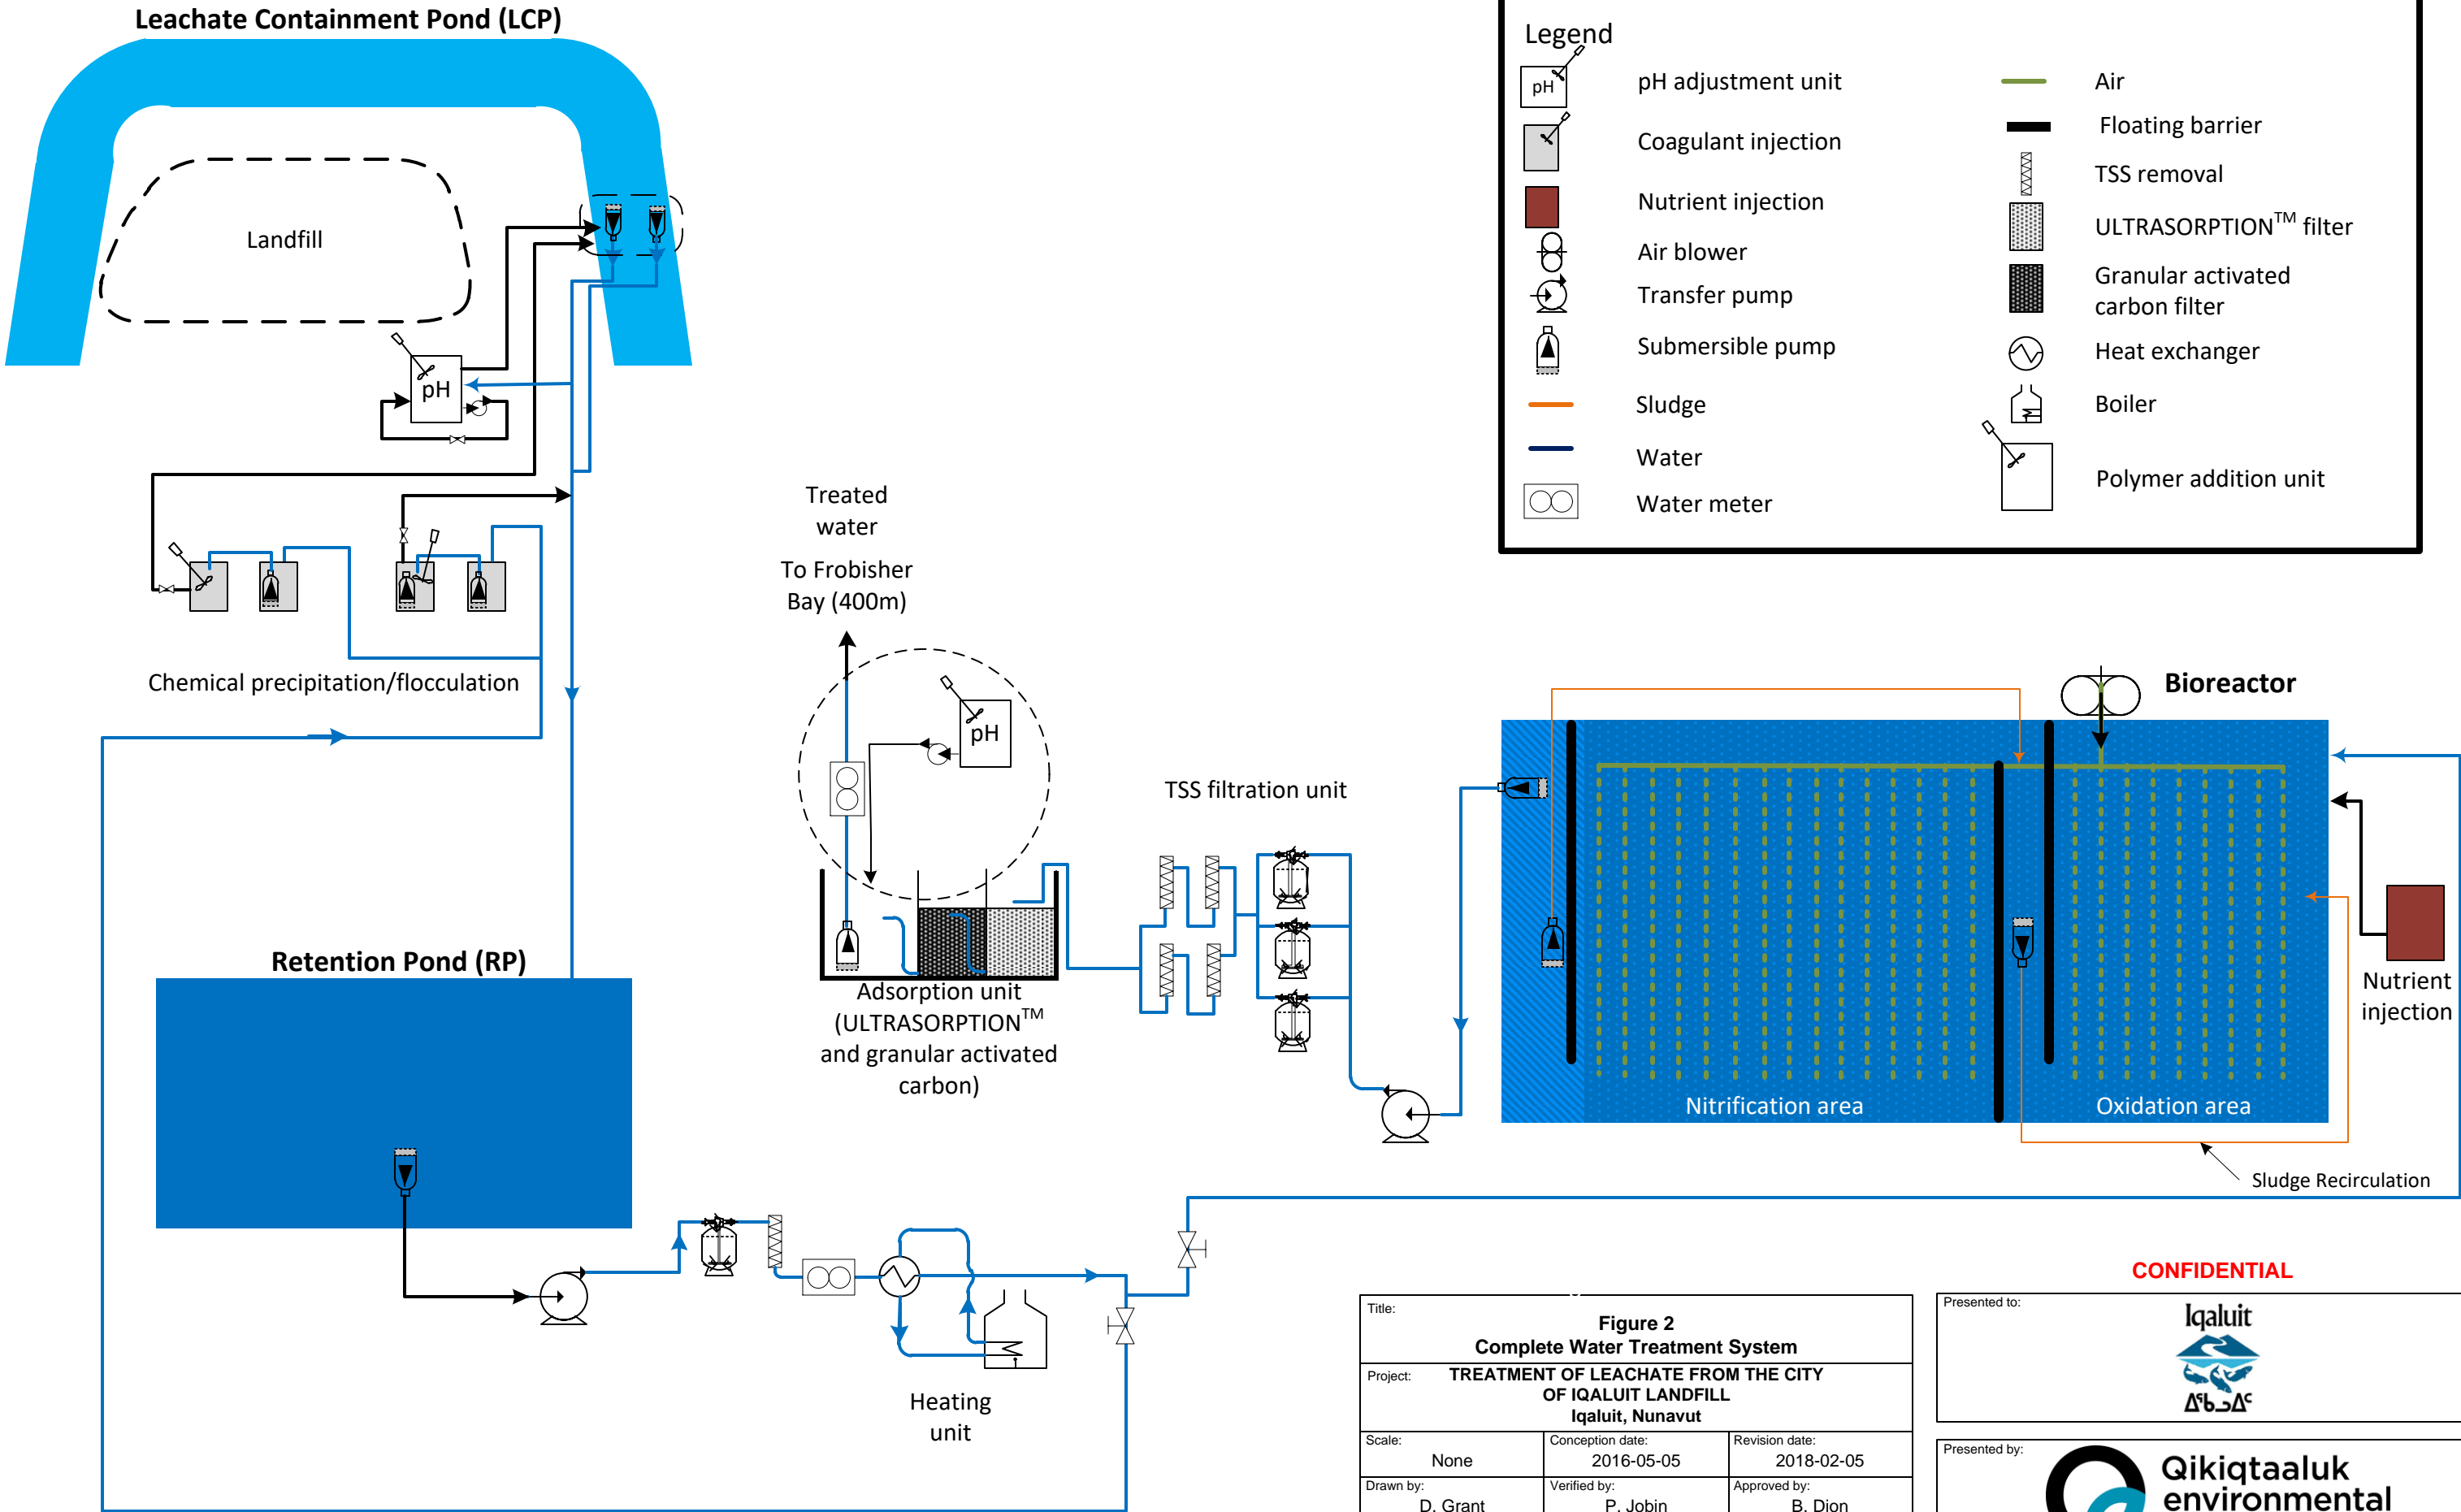 Leachate Containment Pond (LCP)
Landfill
pH
Chemical precipitation/flocculation
Legend
pH
pH adjustment unit
Coagulant injection
Nutrient injection
Air blower
Transfer pump
Submersible pump
Sludge
Water
Water meter
Air
Floating barrier
TSS removal
ULTRASORPTION™ filter
Granular activated
carbon filter
Heat exchanger
Boiler
Polymer addition unit
Treated
water
To Frobisher
Bay (400m)
pH
TSS filtration unit
Adsorption unit
(ULTRASORPTION™
and granular activated
carbon)
Bioreactor
Nitrification area
Oxidation area
Nutrient
injection
Sludge Recirculation
Retention Pond (RP)
Heating
unit
CONFIDENTIAL
Title:
Figure 2
Complete Water Treatment System
Project:
TREATMENT OF LEACHATE FROM THE CITY
OF IQALUIT LANDFILL
Iqaluit, Nunavut
Scale:
None
Conception date:
2016-05-05
Revision date:
2018-02-05
Drawn by:
D. Grant
Verified by:
P. Jobin
Approved by:
B. Dion
Presented to:
Iqaluit
ᐃᖃᓗᐃᑦ
Presented by:
Qikiqtaaluk
environmental